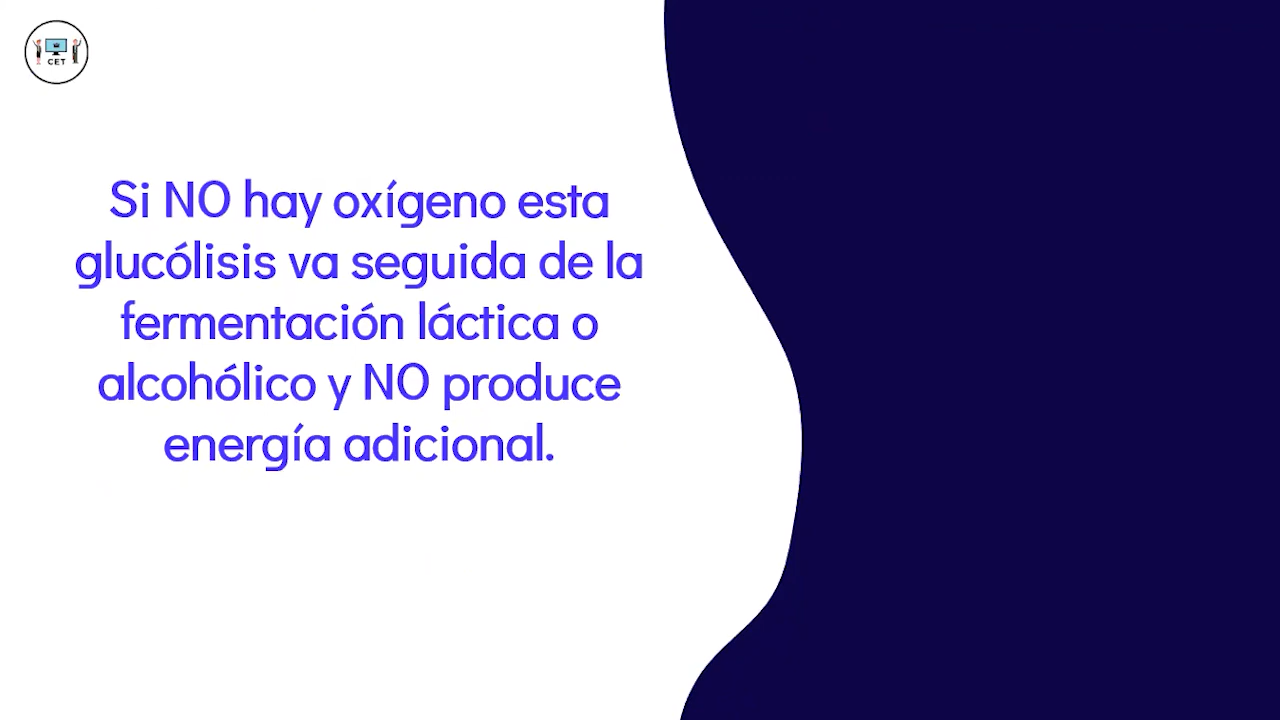 CET
Si NO hay oxígeno esta
glucólisis va seguida de la
fermentación láctica o
alcohólico y NO produce
energía adicional.